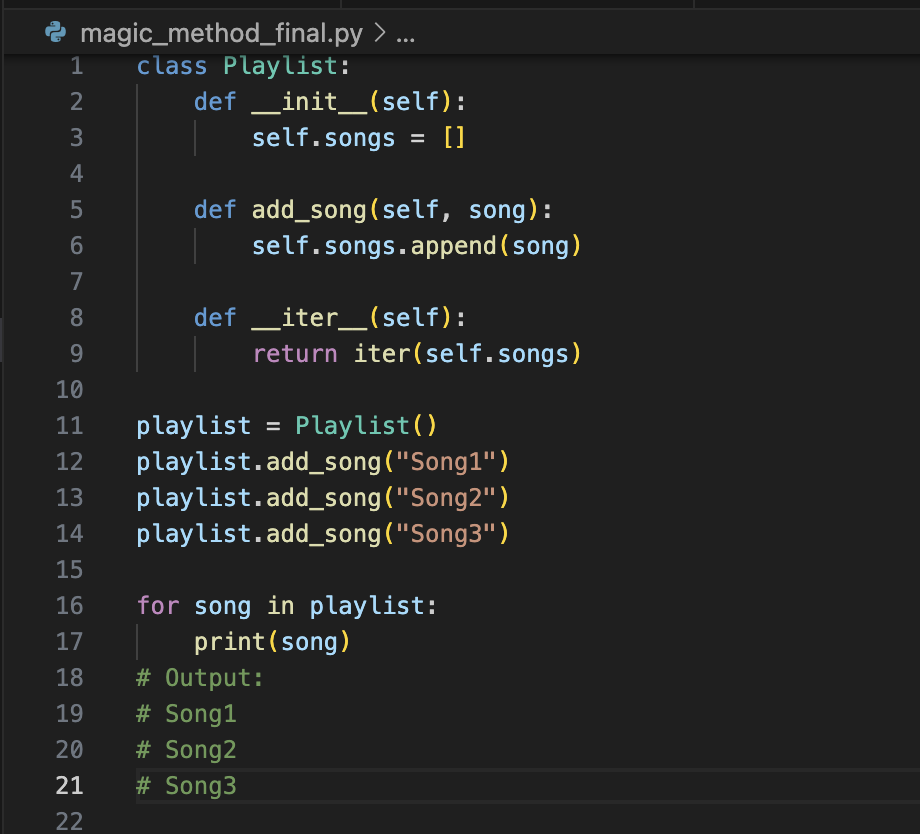 magic_method_final.py > ...
1 class Playlist:
2     def __init__(self):
3         self.songs = []
4
5     def add_song(self, song):
6         self.songs.append(song)
7
8     def __iter__(self):
9         return iter(self.songs)
10
11 playlist = Playlist()
12 playlist.add_song("Song1")
13 playlist.add_song("Song2")
14 playlist.add_song("Song3")
15
16 for song in playlist:
17     print(song)
18 # Output:
19 # Song1
20 # Song2
21 # Song3
22